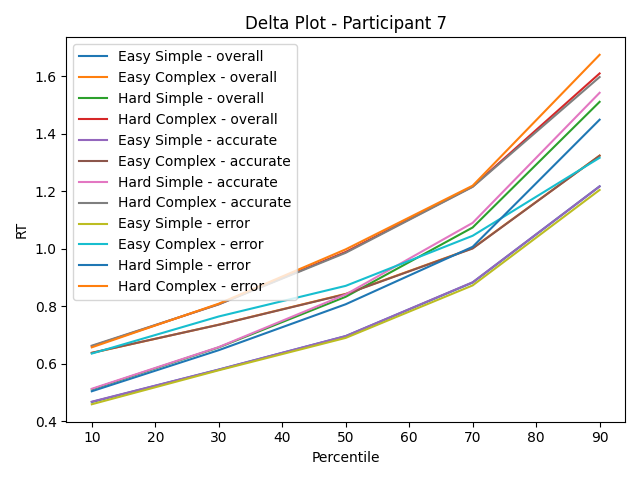 Delta Plot - Participant 7
Easy Simple - overall
Easy Complex - overall
Hard Simple - overall
Hard Complex - overall
Easy Simple - accurate
Easy Complex - accurate
Hard Simple - accurate
Hard Complex - accurate
Easy Simple - error
Easy Complex - error
Hard Simple - error
Hard Complex - error
RT
1.6
1.4
1.2
1.0
0.8
0.6
0.4
10 20 30 40 50 60 70 80 90
Percentile